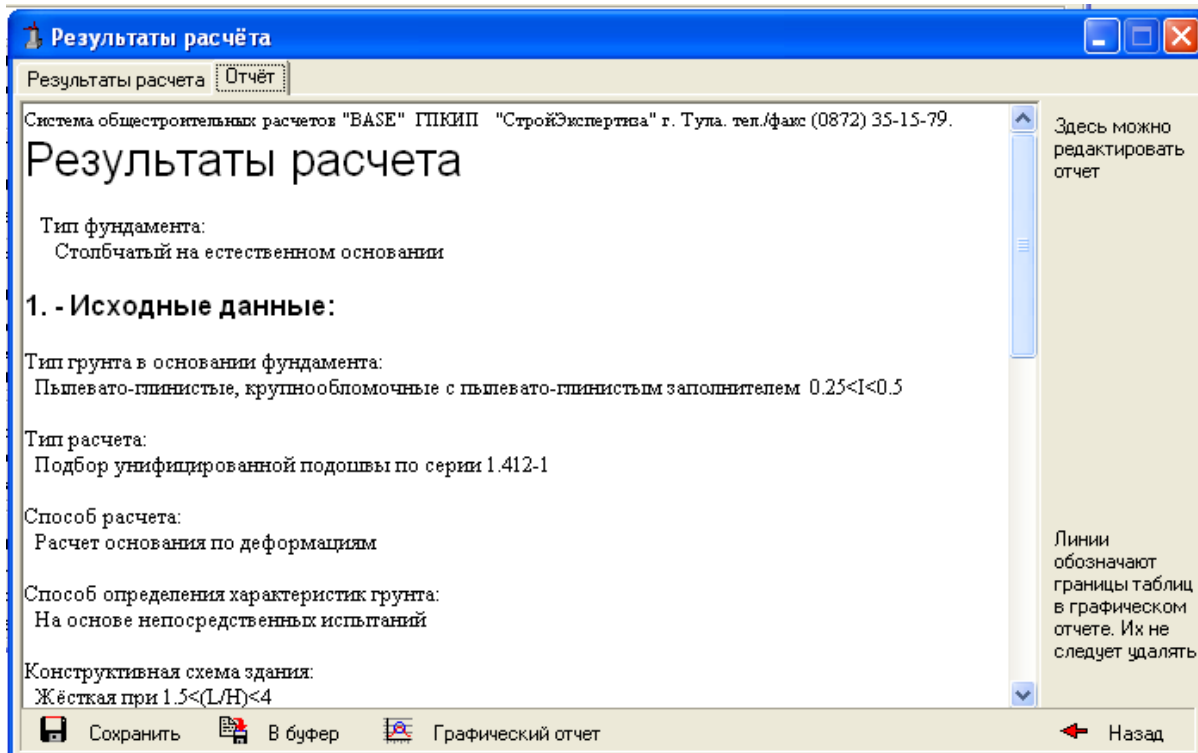 Результаты расчёта
Результаты расчета
Отчёт
Система общестроительных расчетов "BASE" ГПКИП "СтройЭкспертиза" г. Тула. тел./факс (0872) 35-15-79.
Результаты расчета
Тип фундамента:
Столбчатый на естественном основании
1. - Исходные данные:
Тип грунта в основании фундамента:
Пылевато-глинистые, крупнообломочные с пылевато-глинистым заполнителем 0.25<I<0.5
Тип расчета:
Подбор унифицированной подошвы по серии 1.412-1
Способ расчета:
Расчет основания по деформациям
Способ определения характеристик грунта:
На основе непосредственных испытаний
Конструктивная схема здания:
Жёсткая при 1.5<(L/H)<4
Здесь можно
редактировать
отчет
Линии
обозначают
границы таблиц
в графическом
отчете. Их не
следует удалять
Сохранить
В буфер
Графический отчет
Назад